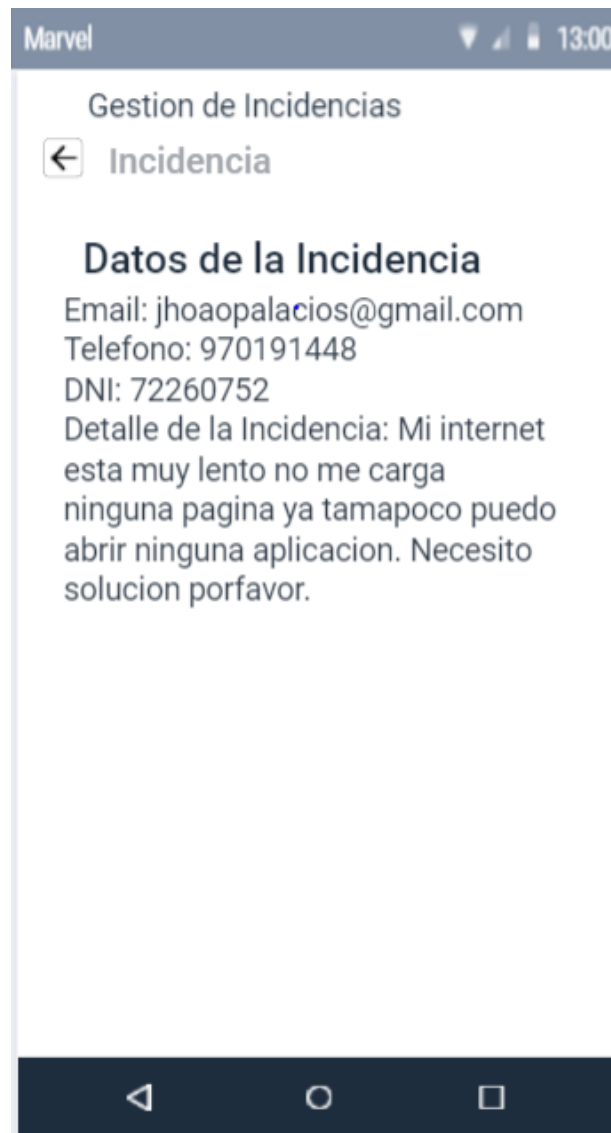 Marvel 13:00
Gestion de Incidencias
Incidencia
Datos de la Incidencia
Email: jhoaopalacios@gmail.com
Telefono: 970191448
DNI: 72260752
Detalle de la Incidencia: Mi internet
esta muy lento no me carga
ninguna pagina ya tamapoco puedo
abrir ninguna aplicacion. Necesito
solucion porfavor.